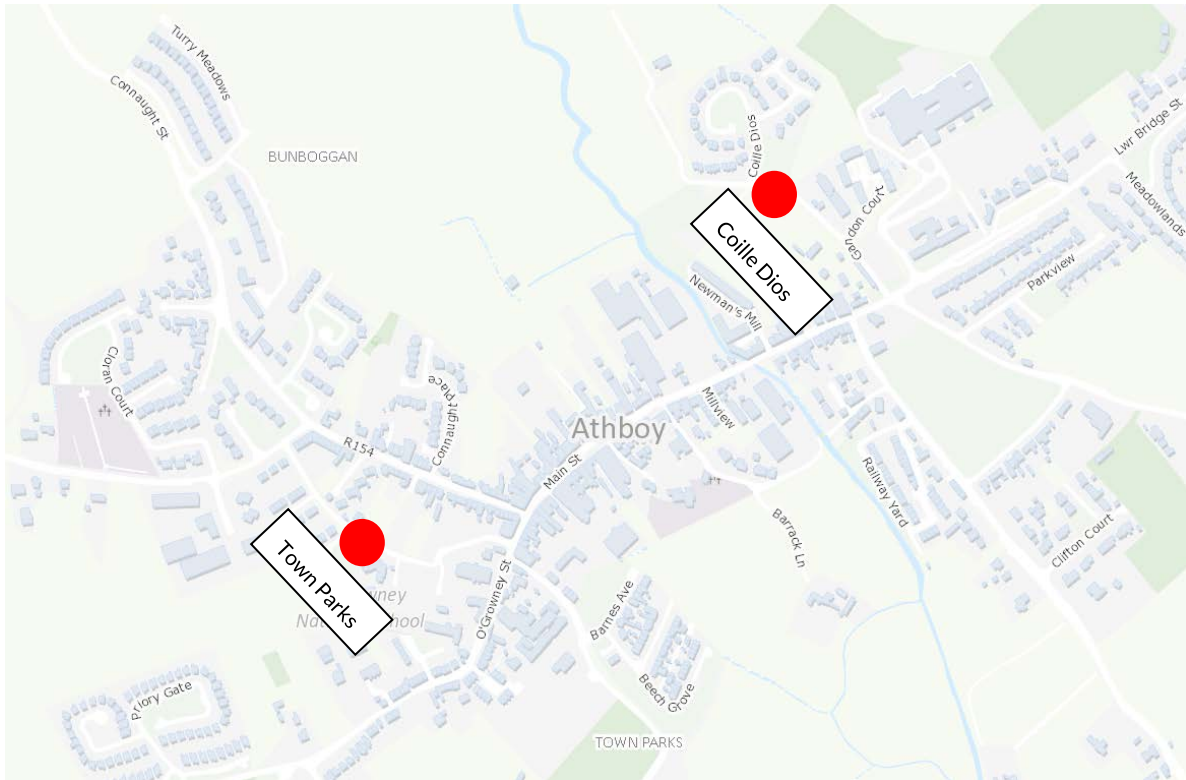 Turry Meadows
Connaught St
BUNBOGGAN
Coille Dios
Lwr Bridge St
Meadowlands
Gandon Court
Coille Dios
Parkview
Newman's Mill
Cloran Court
Connaught Place
Millview
Athboy
R154
Main St
Railway Yard
Barrack Ln
Clifton Court
Town Parks
O'Growney St
School
Barnes Ave
Beech Grove
Priory Gate
TOWN PARKS